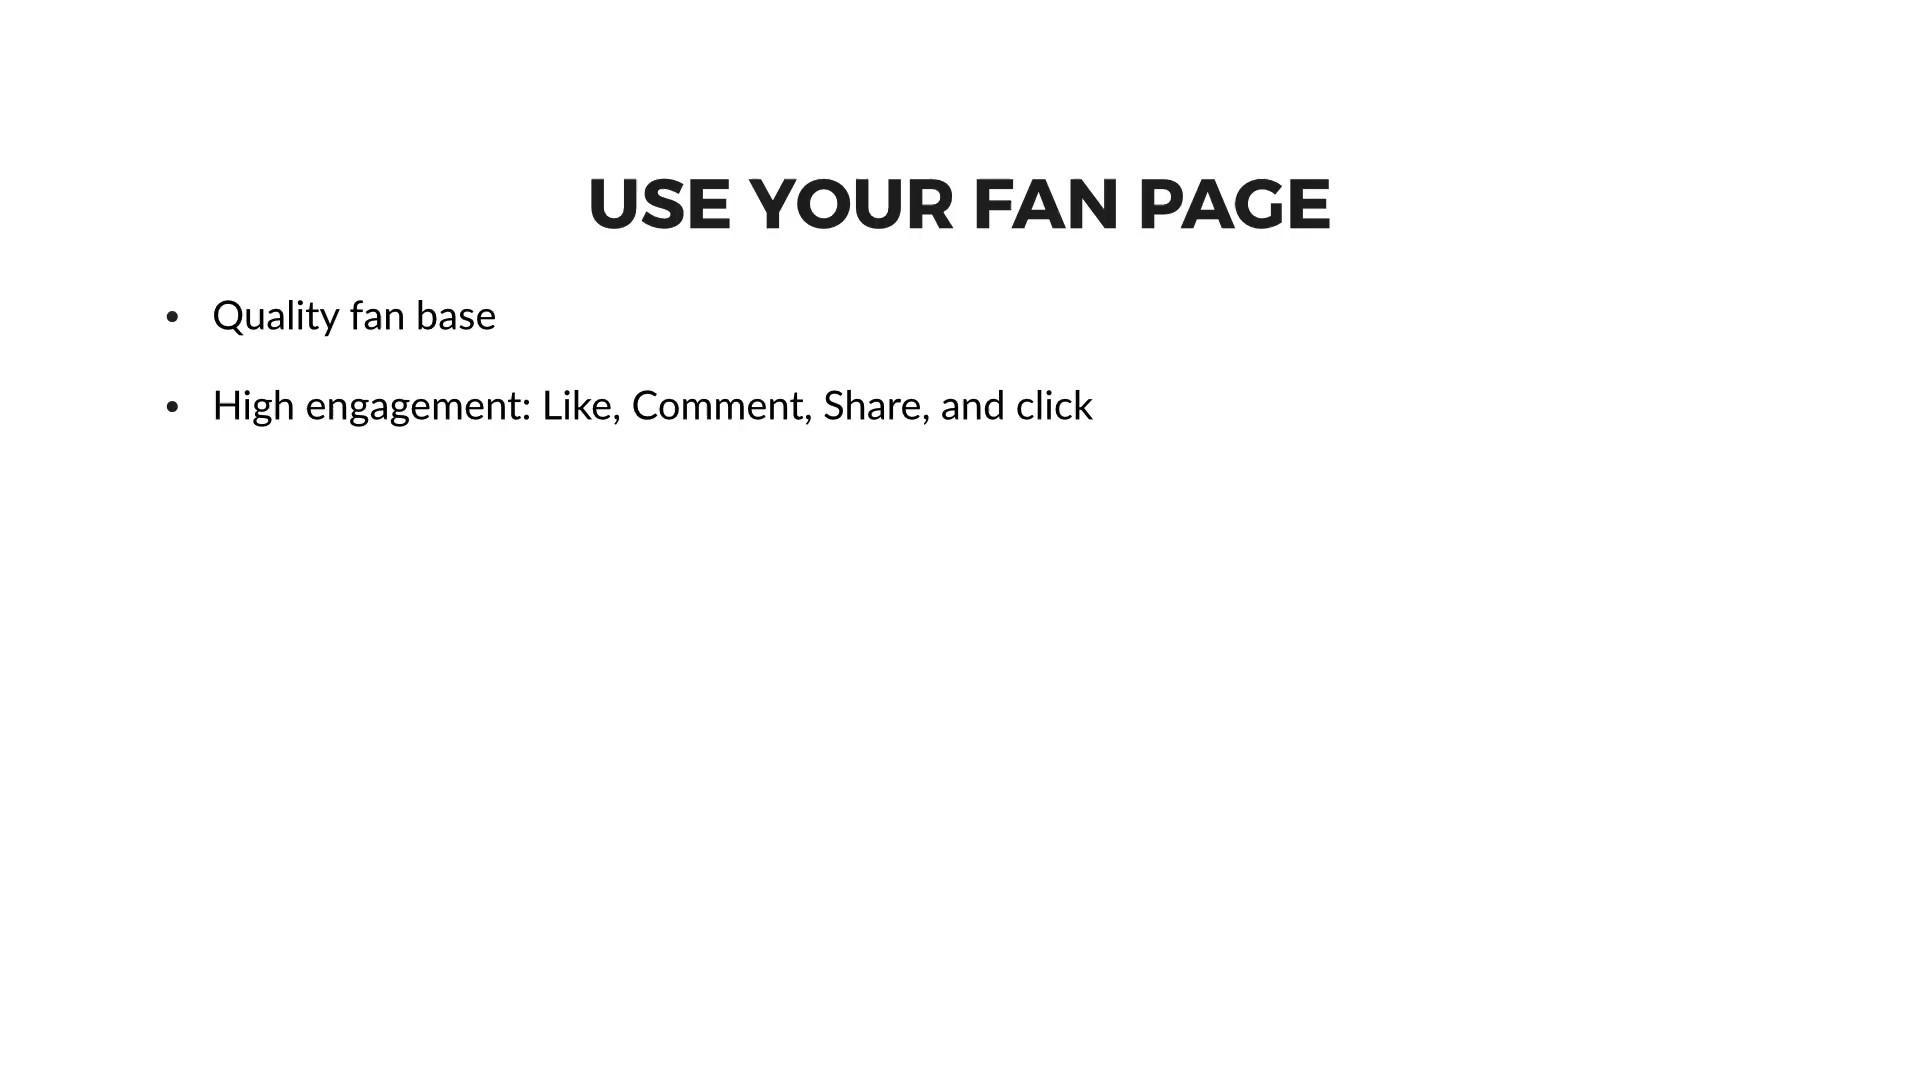 USE YOUR FAN PAGE
• Quality fan base
• High engagement: Like, Comment, Share, and click